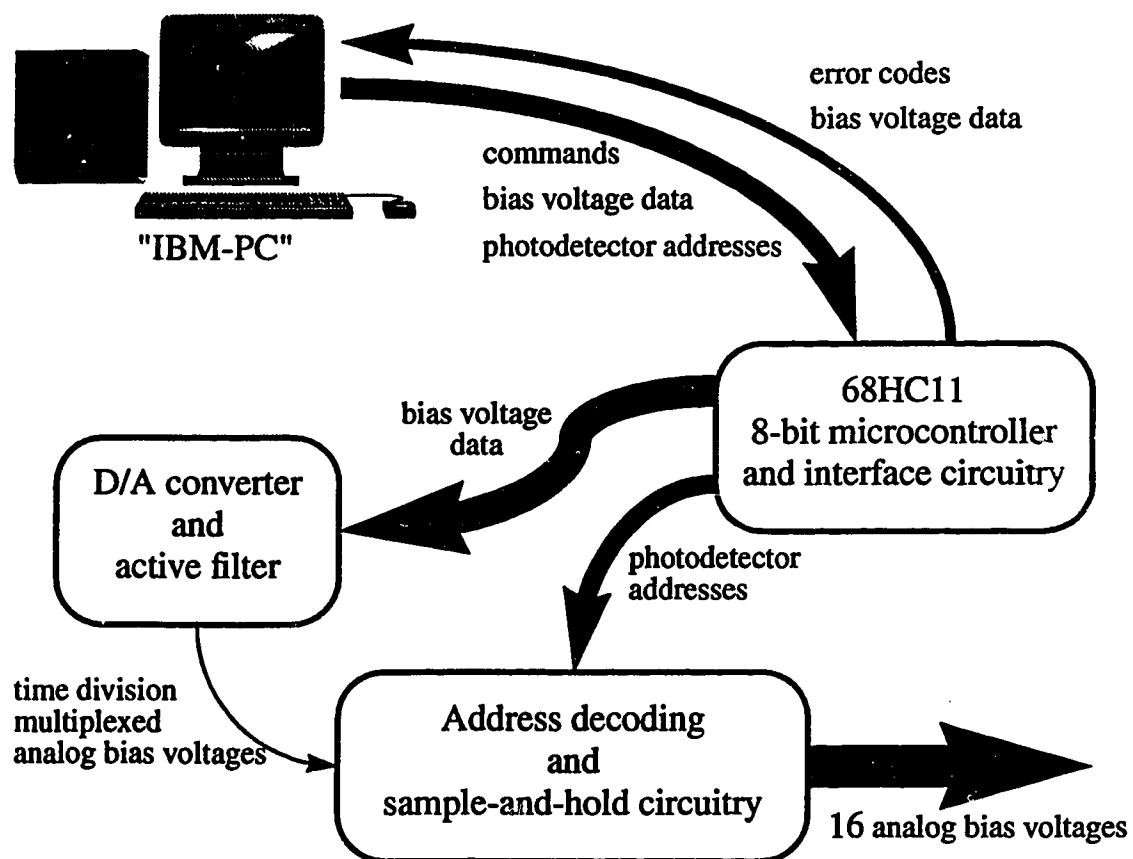 error codes
bias voltage data
commands
bias voltage data
photodetector addresses
"IBM-PC"
68HC11
8-bit microcontroller
and interface circuitry
bias voltage
data
D/A converter
and
active filter
photodetector
addresses
time division
multiplexed
analog bias voltages
Address decoding
and
sample-and-hold circuitry
16 analog bias voltages